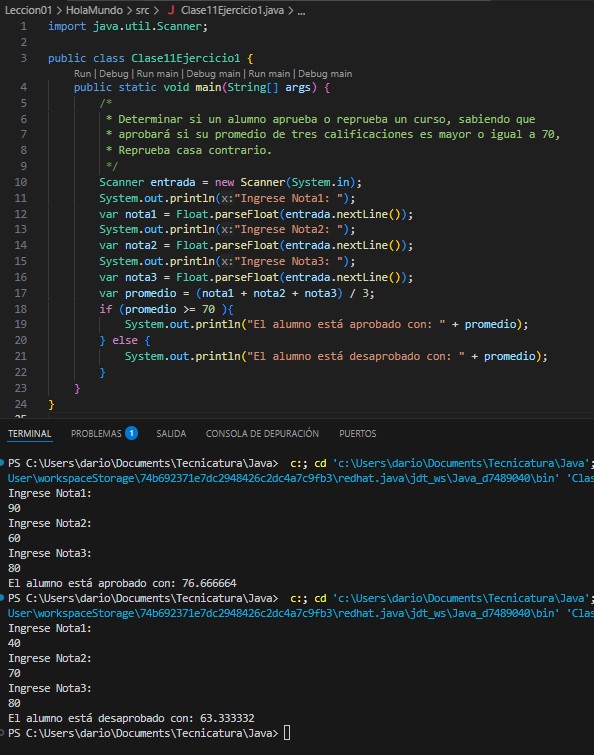 Leccion01 > HolaMundo > src > J Clase11Ejercicio1.java > ...
1 import java.util.Scanner;
2
3 public class Clase11Ejercicio1 {
Run | Debug | Run main | Debug main | Run main | Debug main
4 public static void main(String[] args) {
5 /*
6 * Determinar si un alumno aprueba o reprueba un curso, sabiendo que
7 * aprobará si su promedio de tres calificaciones es mayor o igual a 70,
8 * Reprueba casa contrario.
9 */
10 Scanner entrada = new Scanner(System.in);
11 System.out.println(x:"Ingrese Nota1: ");
12 var nota1 = Float.parseFloat(entrada.nextLine());
13 System.out.println(x:"Ingrese Nota2: ");
14 var nota2 = Float.parseFloat(entrada.nextLine());
15 System.out.println(x:"Ingrese Nota3: ");
16 var nota3 = Float.parseFloat(entrada.nextLine());
17 var promedio = (nota1 + nota2 + nota3) / 3;
18 if (promedio >= 70 ){
19 System.out.println("El alumno está aprobado con: " + promedio);
20 } else {
21 System.out.println("El alumno está desaprobado con: " + promedio);
22 }
23 }
24 }
25
TERMINAL PROBLEMAS 1 SALIDA CONSOLA DE DEPURACIÓN PUERTOS
PS C:\Users\dario\Documents\Tecnicatura\Java> c:; cd 'c:\Users\dario\Documents\Tecnicatura\Java';
User\workspaceStorage\74b692371e7dc2948426c2dc4a7c9fb3\redhat.java\jdt_ws\Java_d7489040\bin' 'Clas
Ingrese Nota1:
90
Ingrese Nota2:
60
Ingrese Nota3:
80
El alumno está aprobado con: 76.666664
PS C:\Users\dario\Documents\Tecnicatura\Java> c:; cd 'c:\Users\dario\Documents\Tecnicatura\Java';
User\workspaceStorage\74b692371e7dc2948426c2dc4a7c9fb3\redhat.java\jdt_ws\Java_d7489040\bin' 'Clas
Ingrese Nota1:
40
Ingrese Nota2:
70
Ingrese Nota3:
80
El alumno está desaprobado con: 63.333332
PS C:\Users\dario\Documents\Tecnicatura\Java>